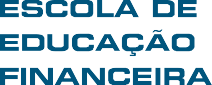 ESCOLA DE
EDUCAÇÃO
FINANCEIRA